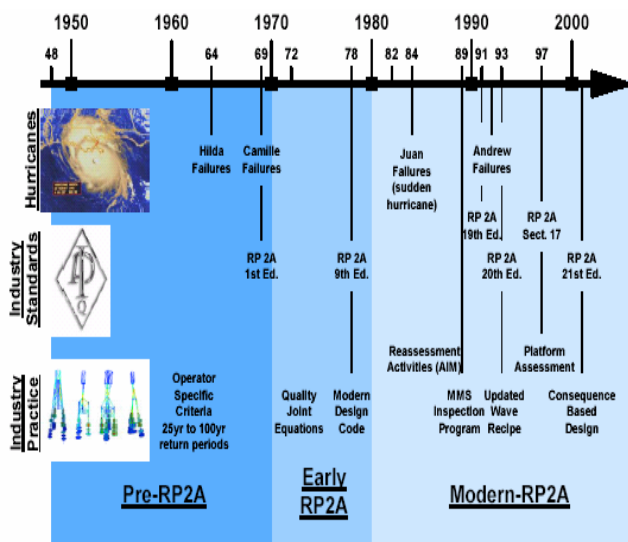 1950 1960 1970 1980 1990 2000
48 64 69 72 78 82 84 89 91 93 97
Hurricanes
Hilda
Failures
Camille
Failures
Juan
Failures
(sudden
hurricane)
Andrew
Failures
Industry
Standards
API
Q
RP 2A
1st Ed.
RP 2A
9th Ed.
RP 2A
19th Ed.
RP 2A
20th Ed.
RP 2A
Sect. 17
RP 2A
21st Ed.
Industry
Practice
Operator
Specific
Criteria
25yr to 100yr
return periods
Quality
Joint
Equations
Modern
Design
Code
Reassessment
Activities (AIM)
MMS
Inspection
Program
Updated
Wave
Recipe
Platform
Assessment
Consequence
Based
Design
Pre-RP2A
Early
RP2A
Modern-RP2A